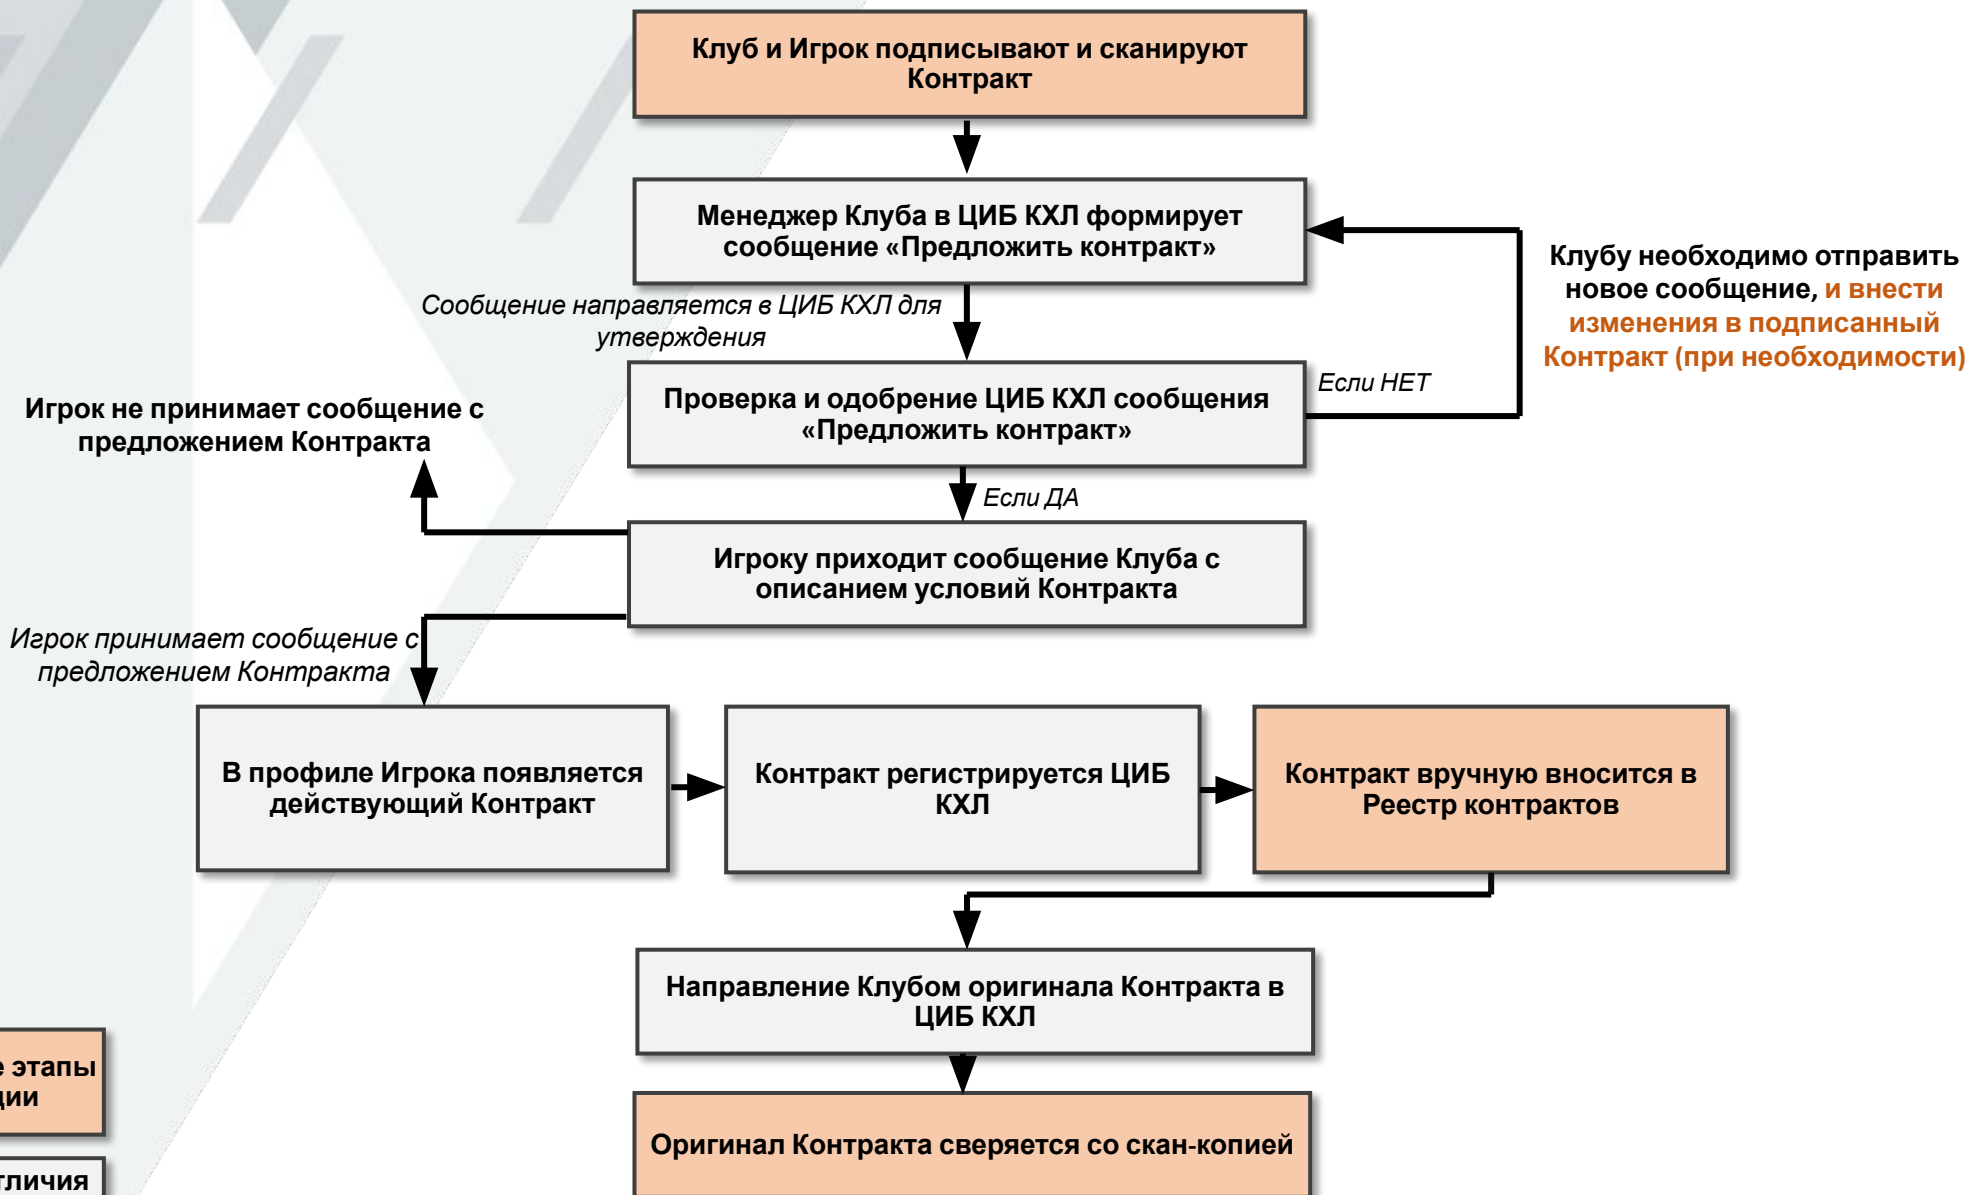 Клуб и Игрок подписывают и сканируют
Контракт
Менеджер Клуба в ЦИБ КХЛ формирует
сообщение «Предложить контракт»
Клубу необходимо отправить
новое сообщение, и внести
изменения в подписанный
Контракт (при необходимости)
Сообщение направляется в ЦИБ КХЛ для
утверждения
Проверка и одобрение ЦИБ КХЛ сообщения
«Предложить контракт»
Если НЕТ
Игрок не принимает сообщение с
предложением Контракта
Если ДА
Игроку приходит сообщение Клуба с
описанием условий Контракта
Игрок принимает сообщение с
предложением Контракта
В профиле Игрока появляется
действующий Контракт
Контракт регистрируется ЦИБ
КХЛ
Контракт вручную вносится в
Реестр контрактов
Направление Клубом оригинала Контракта в
ЦИБ КХЛ
Оригинал Контракта сверяется со скан-копией
е этапы
ции
тличия